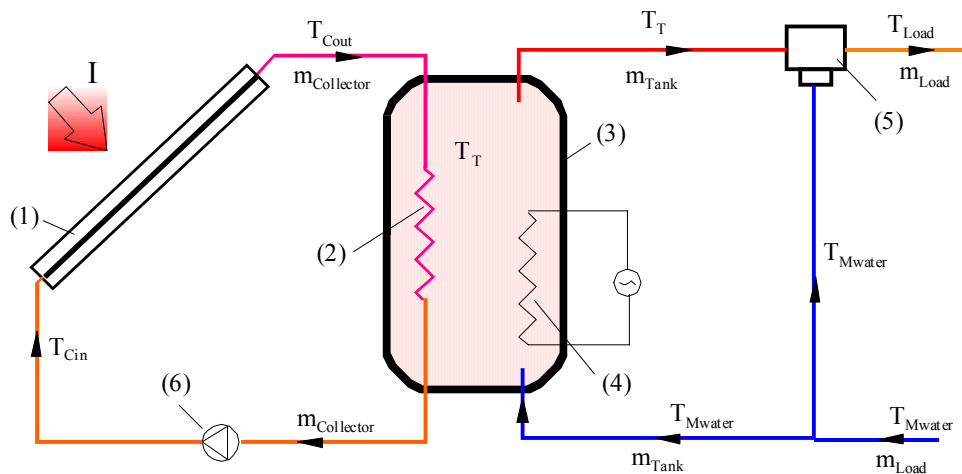 T_Cout
m_Collector
I
(1)
T_Cin
(6)
m_Collector
T_T
(2)
(3)
(4)
T_T
m_Tank
T_Load
m_Load
(5)
T_Mwater
T_Mwater
m_Tank
T_Mwater
m_Load